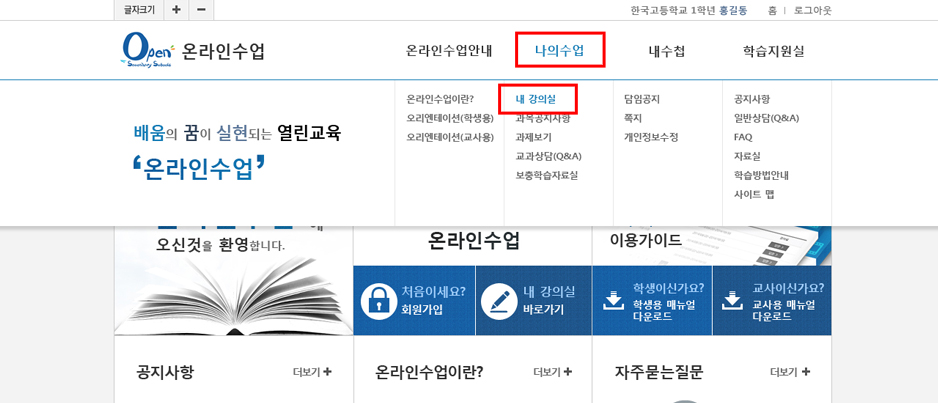 글자크기 + −
한국고등학교 1학년 홍길동 홈 | 로그아웃
Open
Secondary Schools
온라인수업
온라인수업안내 나의수업 내수첩 학습지원실
배움의 꿈이 실현되는 열린교육
‘온라인수업’
온라인수업이란?
오리엔테이션(학생용)
오리엔테이션(교사용)
내 강의실
과목공지사항
과제보기
교과상담(Q&A)
보충학습자료실
담임공지
쪽지
개인정보수정
공지사항
일반상담(Q&A)
FAQ
자료실
학습방법안내
사이트 맵
에
오신것을 환영합니다.
온라인수업
이용가이드
처음이세요?
회원가입
내 강의실
바로가기
학생이신가요?
학생용 매뉴얼
다운로드
교사이신가요?
교사용 매뉴얼
다운로드
공지사항 더보기 +
온라인수업이란? 더보기 +
자주묻는질문 더보기 +